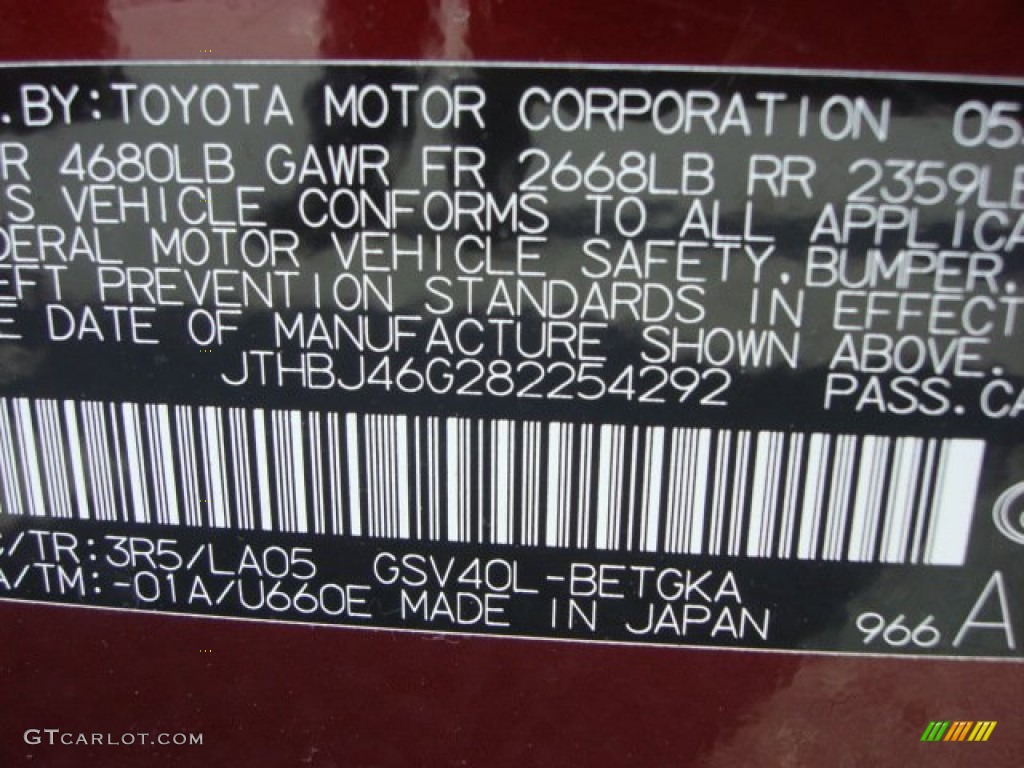 .BY:TOYOTA MOTOR CORPORATION 05
R 4680LB GAWR FR 2668LB RR 2359LB
S VEHICLE CONFORMS TO ALL APPLICA
DERAL MOTOR VEHICLE SAFETY.BUMPER.
EFT PREVENTION STANDARDS IN EFFECT
E DATE OF MANUFACTURE SHOWN ABOVE.
JTHBJ46G282254292 PASS.CA
C/TR:3R5/LA05 GSV40L-BETGKA
A/TM:-01A/U660E MADE IN JAPAN 966 A
GTCARLOT.COM